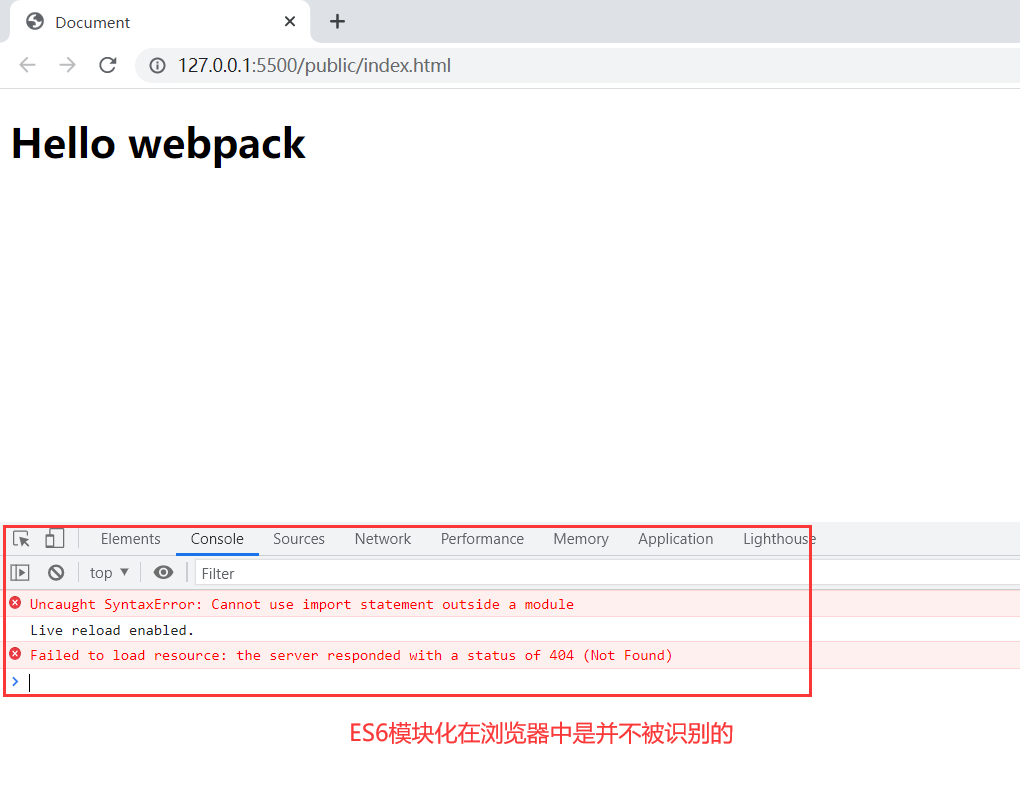 Document
127.0.0.1:5500/public/index.html
Hello webpack
Elements Console Sources Network Performance Memory Application Lighthouse
top Filter
Uncaught SyntaxError: Cannot use import statement outside a module
Live reload enabled.
Failed to load resource: the server responded with a status of 404 (Not Found)
ES6模块化在浏览器中是并不被识别的